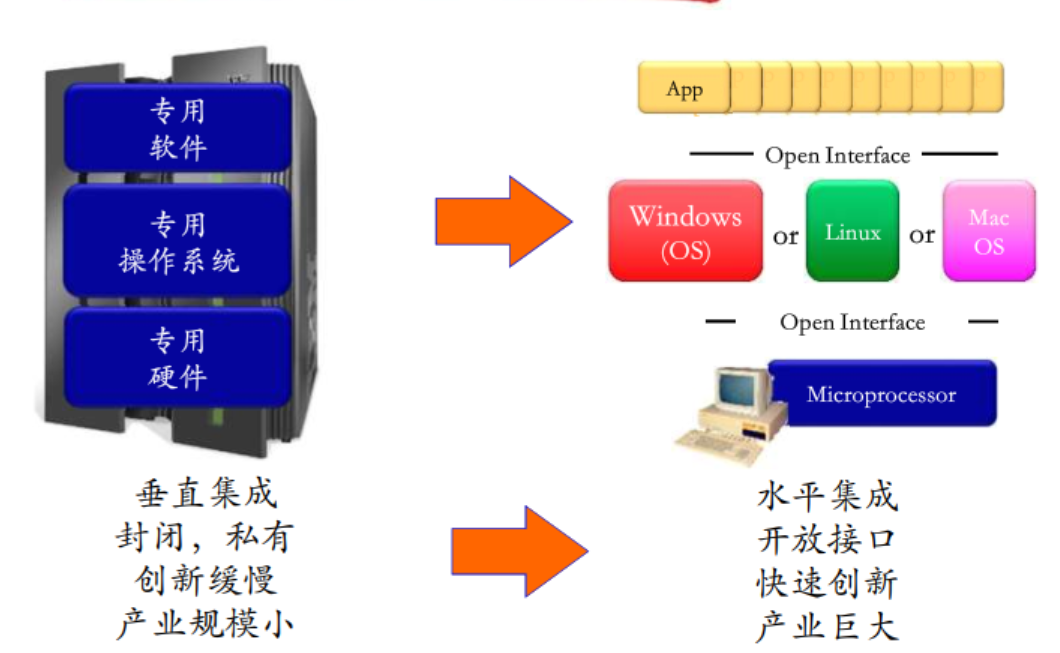 专用
软件
专用
操作系统
专用
硬件
App
Open Interface
Windows
(OS)
or
Linux
or
Mac
OS
Open Interface
Microprocessor
垂直集成
封闭，私有
创新缓慢
产业规模小
水平集成
开放接口
快速创新
产业巨大